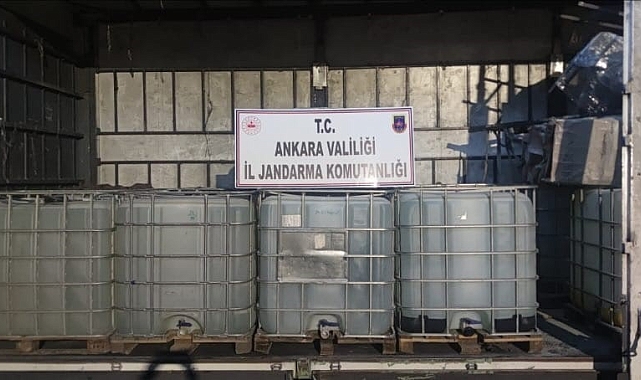 T.C.
ANKARA VALİLİĞİ
İL JANDARMA KOMUTANLIĞI